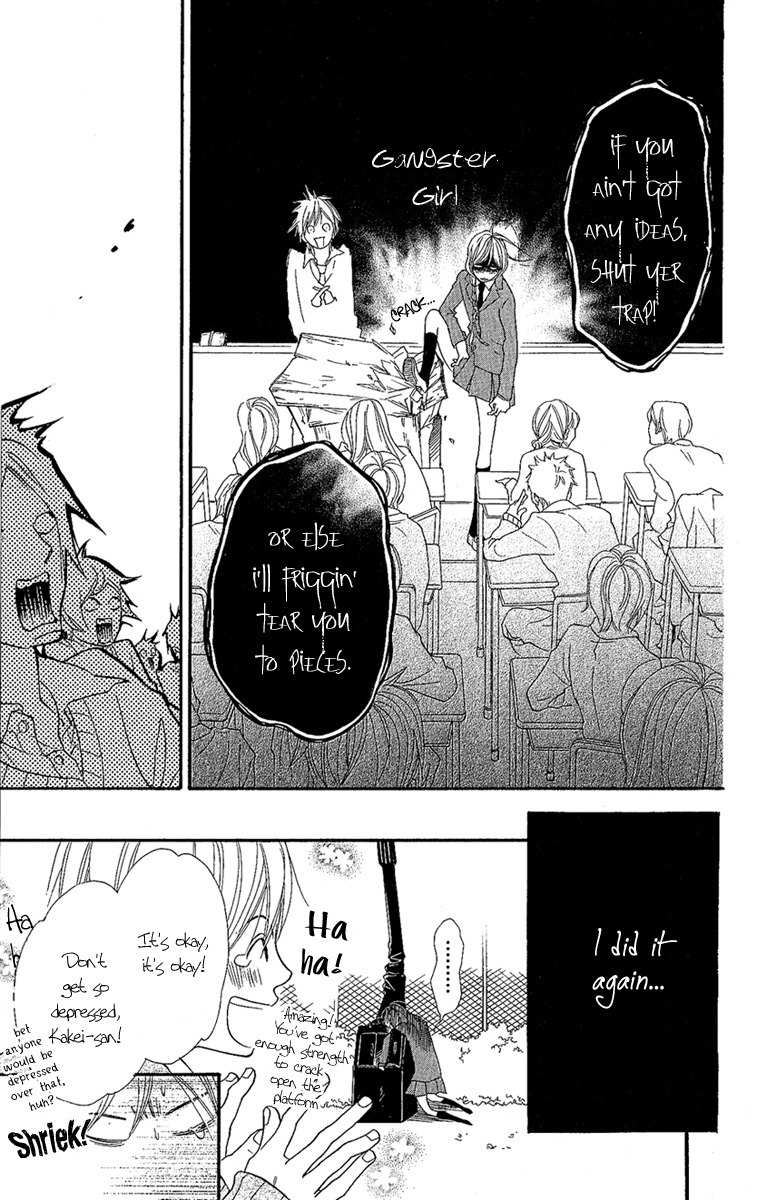 If you
ain't got
any ideas,
shut yer
trap!
Gangster
Girl
CRACK...
or else
i'll friggin'
tear you
to pieces.
I did it
again...
........
Ha
ha!
Amazing!
You've got
enough strength
to crack
open the
platform
It's okay,
it's okay!
Don't
get so
depressed,
Kakei-san!
Ha
h
bet
anyone
would be
depressed
over that,
huh?
Shriek!